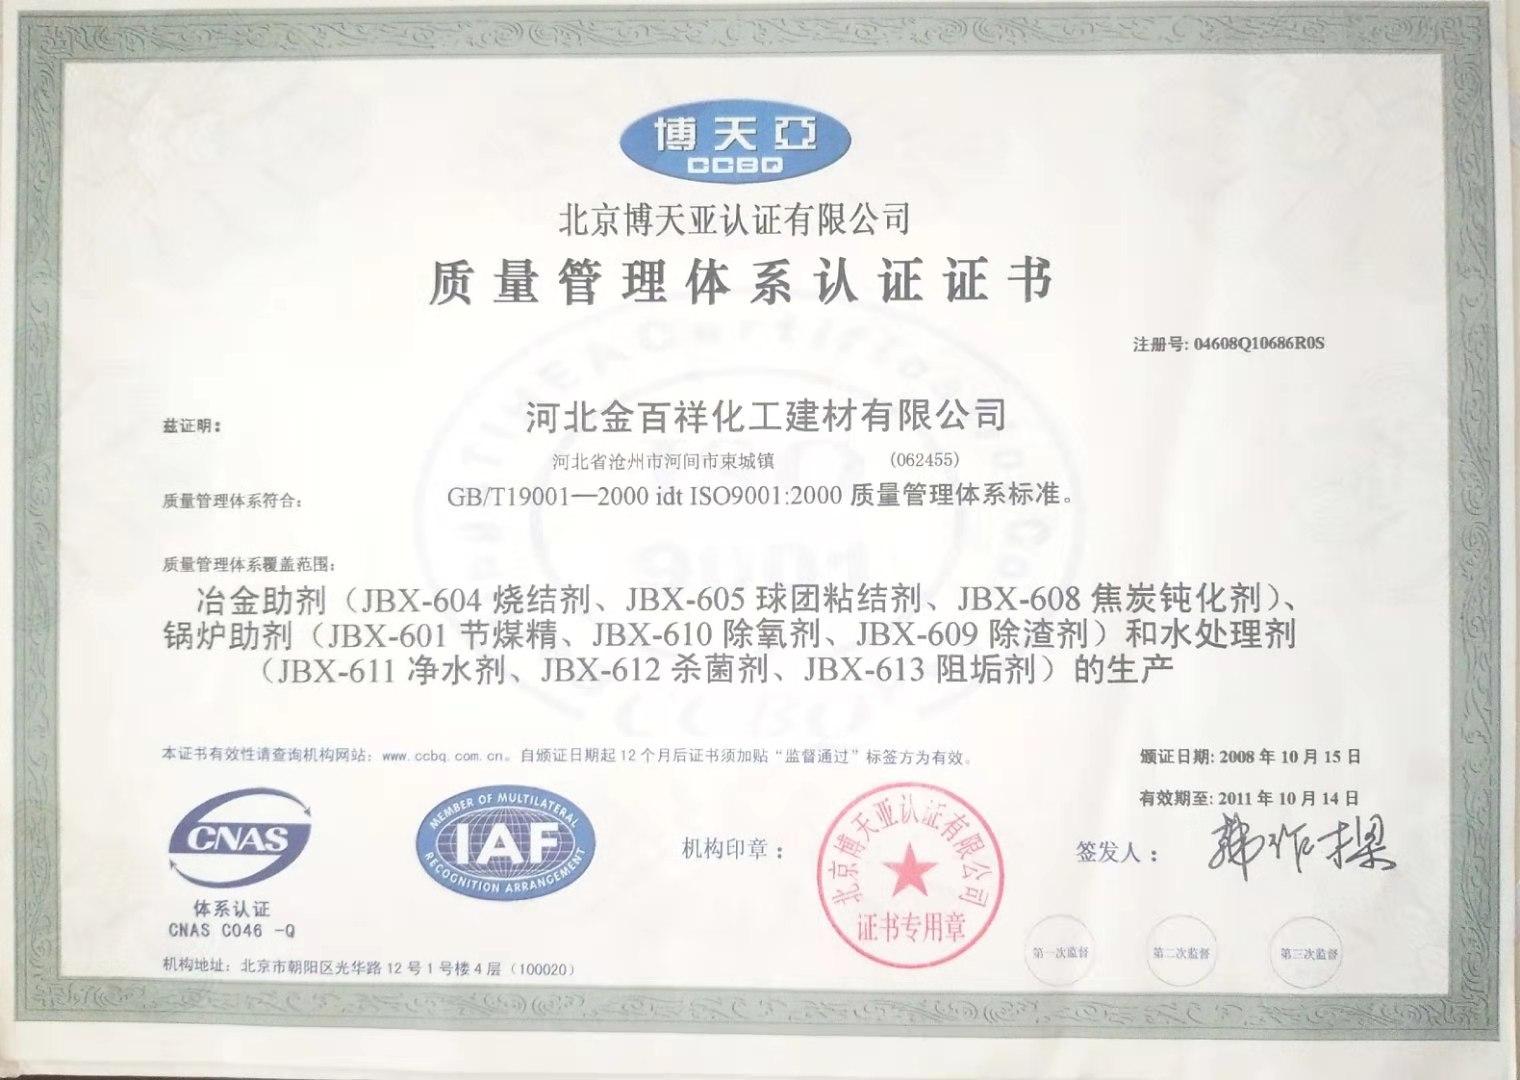 博天亞
CCBQ
北京博天亚认证有限公司
质量管理体系认证证书
注册号: 04608Q10686R0S
兹证明:
河北金百祥化工建材有限公司
河北省沧州市河间市束城镇 (062455)
质量管理体系符合:
GB/T19001—2000 idt ISO9001:2000 质量管理体系标准。
质量管理体系覆盖范围:
冶金助剂（JBX-604 烧结剂、JBX-605 球团粘结剂、JBX-608 焦炭钝化剂）、
锅炉助剂（JBX-601 节煤精、JBX-610 除氧剂、JBX-609 除渣剂）和水处理剂
（JBX-611 净水剂、JBX-612 杀菌剂、JBX-613 阻垢剂）的生产
本证书有效性请查询机构网站: www.ccbq.com.cn。自颁证日期起12个月后证书须加贴“监督通过”标签方为有效。
颁证日期: 2008 年 10 月 15 日
有效期至: 2011 年 10 月 14 日
CNAS
体系认证
CNAS C046 -Q
MEMBER OF MULTILATERAL
IAF
RECOGNITION ARRANGEMENT
机构印章：
北京博天亚认证有限公司
证书专用章
签发人：
第一次监督
第二次监督
第三次监督
机构地址: 北京市朝阳区光华路12号1号楼4层（100020）
CCBQ